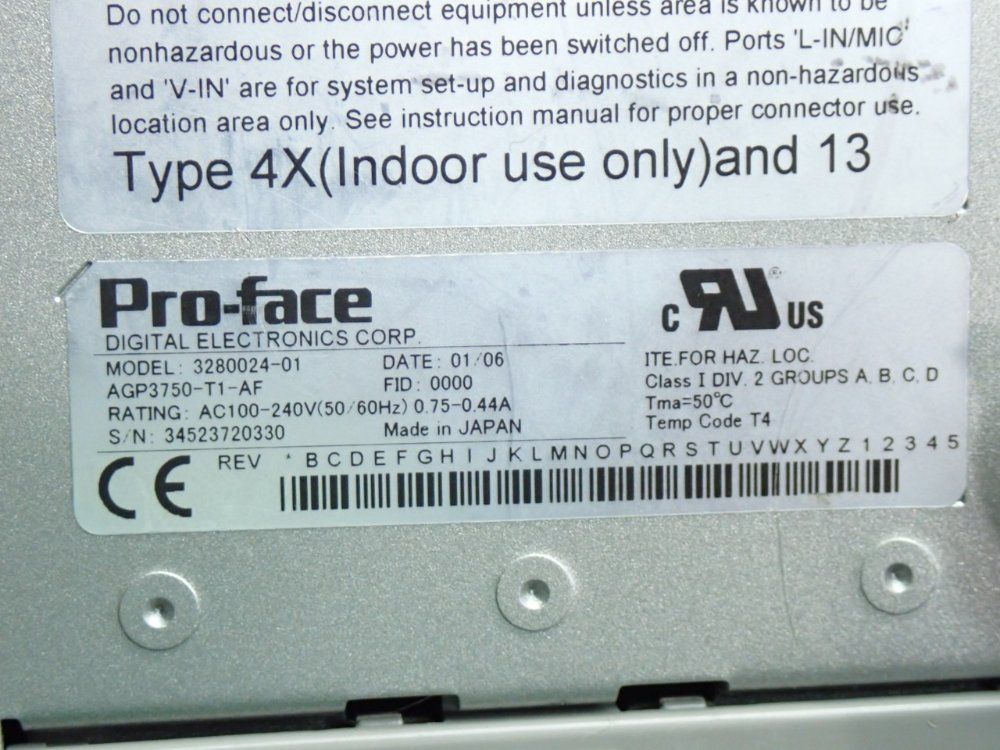 Do not connect/disconnect equipment unless area is known to be
nonhazardous or the power has been switched off. Ports 'L-IN/MIC'
and 'V-IN' are for system set-up and diagnostics in a non-hazardous
location area only. See instruction manual for proper connector use.
Type 4X(Indoor use only)and 13
Pro-face
DIGITAL ELECTRONICS CORP.
MODEL: 3280024-01 DATE: 01/06
AGP3750-T1-AF FID: 0000
RATING: AC100-240V(50/60Hz) 0.75-0.44A
S/N: 34523720330 Made in JAPAN
c RU ® US
ITE.FOR HAZ. LOC.
Class I DIV. 2 GROUPS A, B, C, D
Tma=50℃
Temp Code T4
CE REV * B C D E F G H I J K L M N O P Q R S T U V W X Y Z 1 2 3 4 5